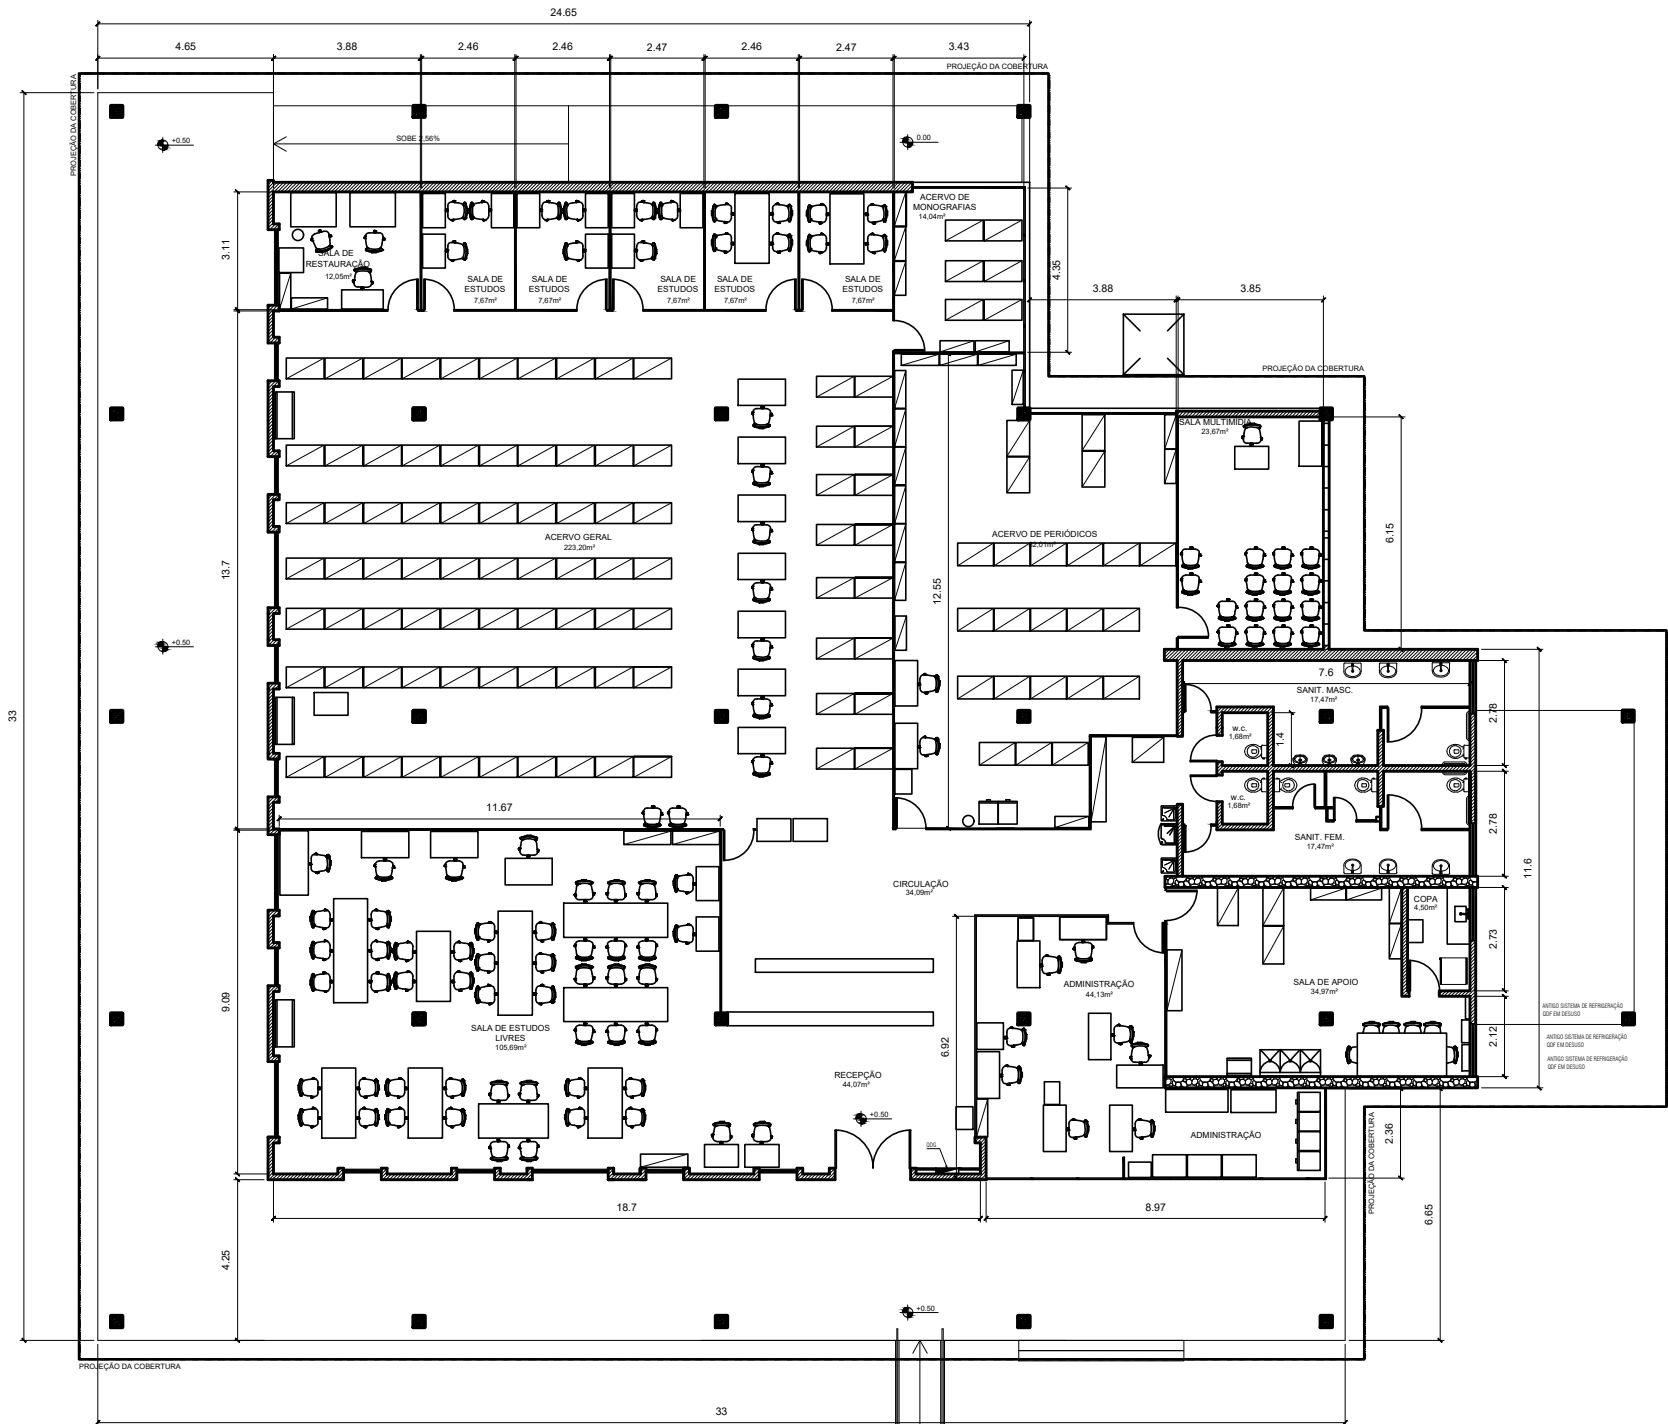 24.65
4.65
3.88
2.46
2.46
2.47
2.46
2.47
3.43
PROJEÇÃO DA COBERTURA
PROJEÇÃO DA COBERTURA
+0.50
SOBE 2,56%
0.00
3.11
SALA DE
RESTAURAÇÃO
12,05m²
SALA DE
ESTUDOS
7,67m²
SALA DE
ESTUDOS
7,67m²
SALA DE
ESTUDOS
7,67m²
SALA DE
ESTUDOS
7,67m²
SALA DE
ESTUDOS
7,67m²
ACERVO DE
MONOGRAFIAS
14,04m²
4.35
3.88
3.85
PROJEÇÃO DA COBERTURA
SALA MULTIMIDIA
23,67m²
6.15
ACERVO GERAL
223,20m²
ACERVO DE PERIÓDICOS
13.7
12.55
+0.50
33
7.6
SANIT. MASC.
17,47m²
2.78
w.c.
1,68m²
1.4
w.c.
1,68m²
2.78
SANIT. FEM.
17,47m²
11.6
11.67
CIRCULAÇÃO
34,09m²
COPA
4,50m²
2.73
9.09
6.92
ADMINISTRAÇÃO
44,13m²
SALA DE APOIO
34,97m²
SALA DE ESTUDOS
LIVRES
105,69m²
2.12
ANTIGO SISTEMA DE REFRIGERAÇÃO
QDF EM DESUSO
ANTIGO SISTEMA DE REFRIGERAÇÃO
QDF EM DESUSO
ANTIGO SISTEMA DE REFRIGERAÇÃO
QDF EM DESUSO
RECEPÇÃO
44,07m²
+0.50
QDG
ADMINISTRAÇÃO
2.36
PROJEÇÃO DA COBERTURA
18.7
8.97
6.65
4.25
+0.50
PROJEÇÃO DA COBERTURA
33